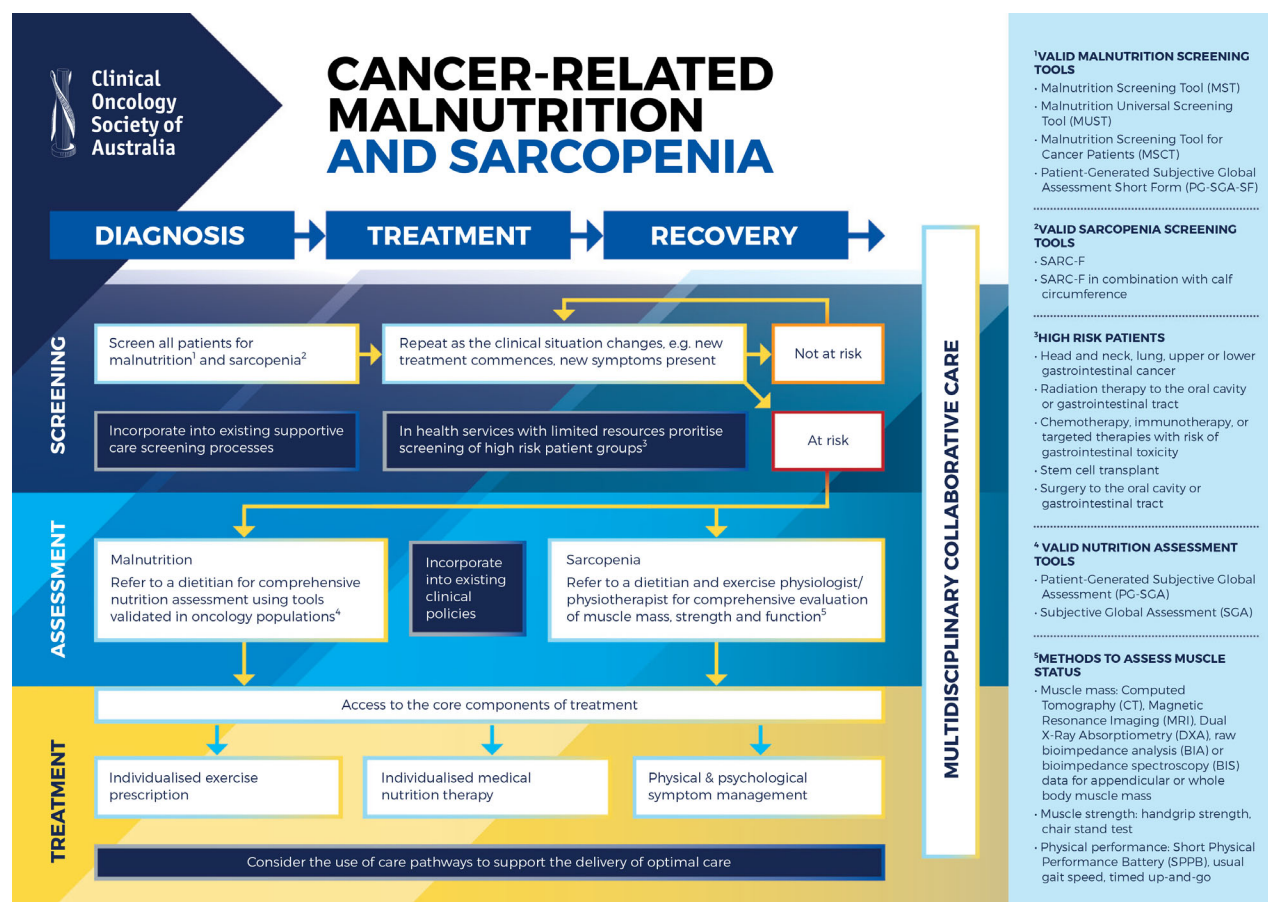 Clinical
Oncology
Society of
Australia
CANCER-RELATED
MALNUTRITION
AND SARCOPENIA
DIAGNOSIS
TREATMENT
RECOVERY
SCREENING
Screen all patients for
malnutrition¹ and sarcopenia²
Repeat as the clinical situation changes, e.g. new
treatment commences, new symptoms present
Not at risk
Incorporate into existing supportive
care screening processes
In health services with limited resources proritise
screening of high risk patient groups³
At risk
ASSESSMENT
Malnutrition
Refer to a dietitian for comprehensive
nutrition assessment using tools
validated in oncology populations⁴
Incorporate
into existing
clinical
policies
Sarcopenia
Refer to a dietitian and exercise physiologist/
physiotherapist for comprehensive evaluation
of muscle mass, strength and function⁵
TREATMENT
Access to the core components of treatment
Individualised exercise
prescription
Individualised medical
nutrition therapy
Physical & psychological
symptom management
Consider the use of care pathways to support the delivery of optimal care
MULTIDISCIPLINARY COLLABORATIVE CARE
¹VALID MALNUTRITION SCREENING
TOOLS
• Malnutrition Screening Tool (MST)
• Malnutrition Universal Screening
Tool (MUST)
• Malnutrition Screening Tool for
Cancer Patients (MSCT)
• Patient-Generated Subjective Global
Assessment Short Form (PG-SGA-SF)
²VALID SARCOPENIA SCREENING
TOOLS
• SARC-F
• SARC-F in combination with calf
circumference
³HIGH RISK PATIENTS
• Head and neck, lung, upper or lower
gastrointestinal cancer
• Radiation therapy to the oral cavity
or gastrointestinal tract
• Chemotherapy, immunotherapy, or
targeted therapies with risk of
gastrointestinal toxicity
• Stem cell transplant
• Surgery to the oral cavity or
gastrointestinal tract
⁴ VALID NUTRITION ASSESSMENT
TOOLS
• Patient-Generated Subjective Global
Assessment (PG-SGA)
• Subjective Global Assessment (SGA)
⁵METHODS TO ASSESS MUSCLE
STATUS
• Muscle mass: Computed
Tomography (CT), Magnetic
Resonance Imaging (MRI), Dual
X-Ray Absorptiometry (DXA), raw
bioimpedance analysis (BIA) or
bioimpedance spectroscopy (BIS)
data for appendicular or whole
body muscle mass
• Muscle strength: handgrip strength,
chair stand test
• Physical performance: Short Physical
Performance Battery (SPPB), usual
gait speed, timed up-and-go